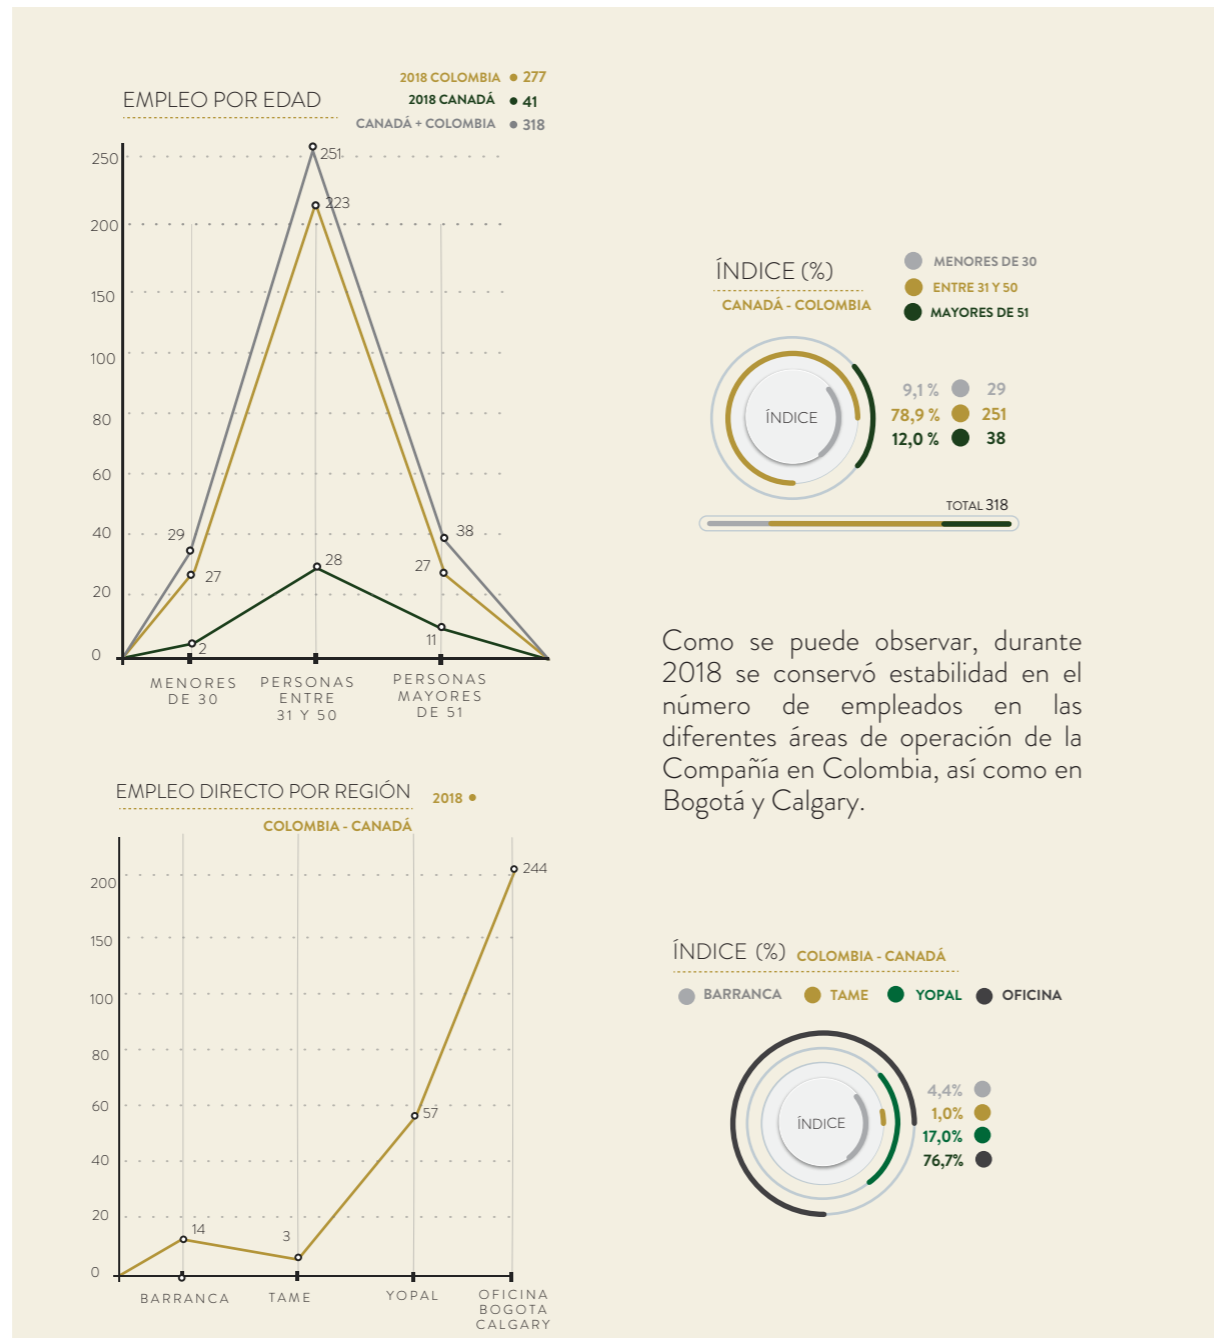 EMPLEO POR EDAD
2018 COLOMBIA 277
2018 CANADÁ 41
CANADÁ + COLOMBIA 318
250
200
150
100
80
60
40
20
0
251
223
29
27
28
2
38
27
11
MENORES
DE 30
PERSONAS
ENTRE
31 Y 50
PERSONAS
MAYORES
DE 51
ÍNDICE (%)
CANADÁ - COLOMBIA
MENORES DE 30
ENTRE 31 Y 50
MAYORES DE 51
ÍNDICE
9,1 % 29
78,9 % 251
12,0 % 38
TOTAL 318
Como se puede observar, durante
2018 se conservó estabilidad en el
número de empleados en las
diferentes áreas de operación de la
Compañía en Colombia, así como en
Bogotá y Calgary.
EMPLEO DIRECTO POR REGIÓN 2018
COLOMBIA - CANADÁ
200
150
100
80
60
40
20
0
14
3
57
244
BARRANCA
TAME
YOPAL
OFICINA
BOGOTA
CALGARY
ÍNDICE (%) COLOMBIA - CANADÁ
BARRANCA TAME YOPAL OFICINA
ÍNDICE
4,4%
1,0%
17,0%
76,7%